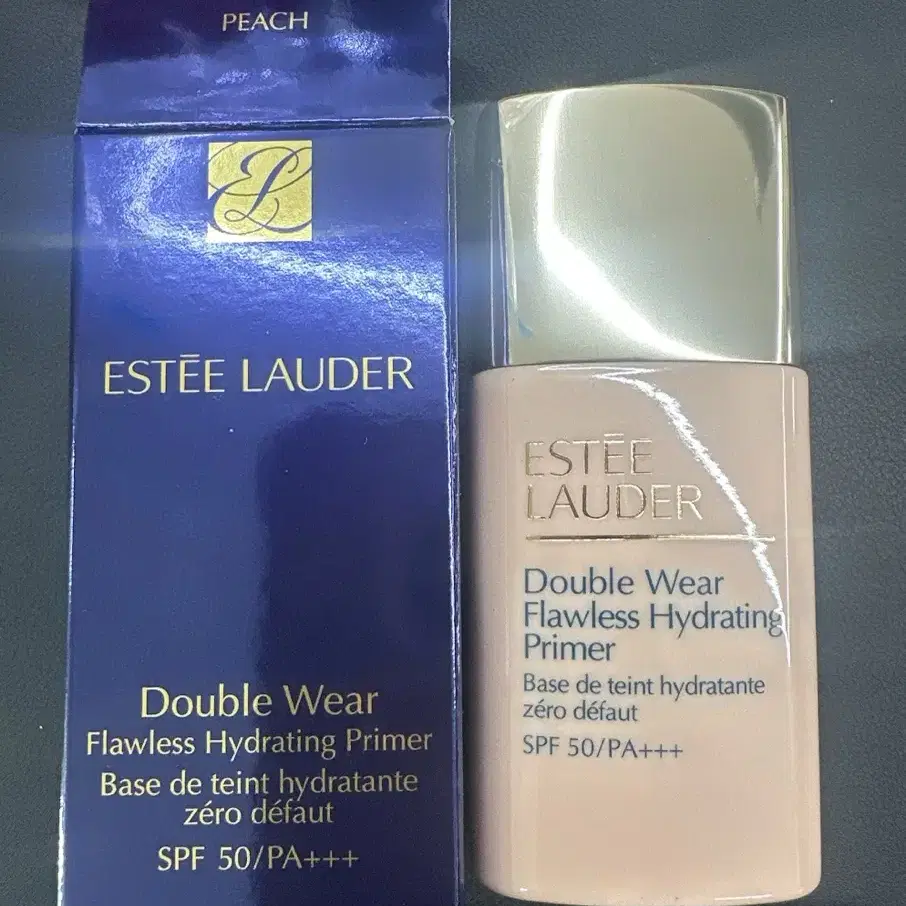 PEACH
EL
ESTĒE LAUDER
Double Wear
Flawless Hydrating Primer
Base de teint hydratante
zéro défaut
SPF 50/PA+++
ESTĒE
LAUDER
Double Wear
Flawless Hydrating
Primer
Base de teint hydratante
zéro défaut
SPF 50/PA+++